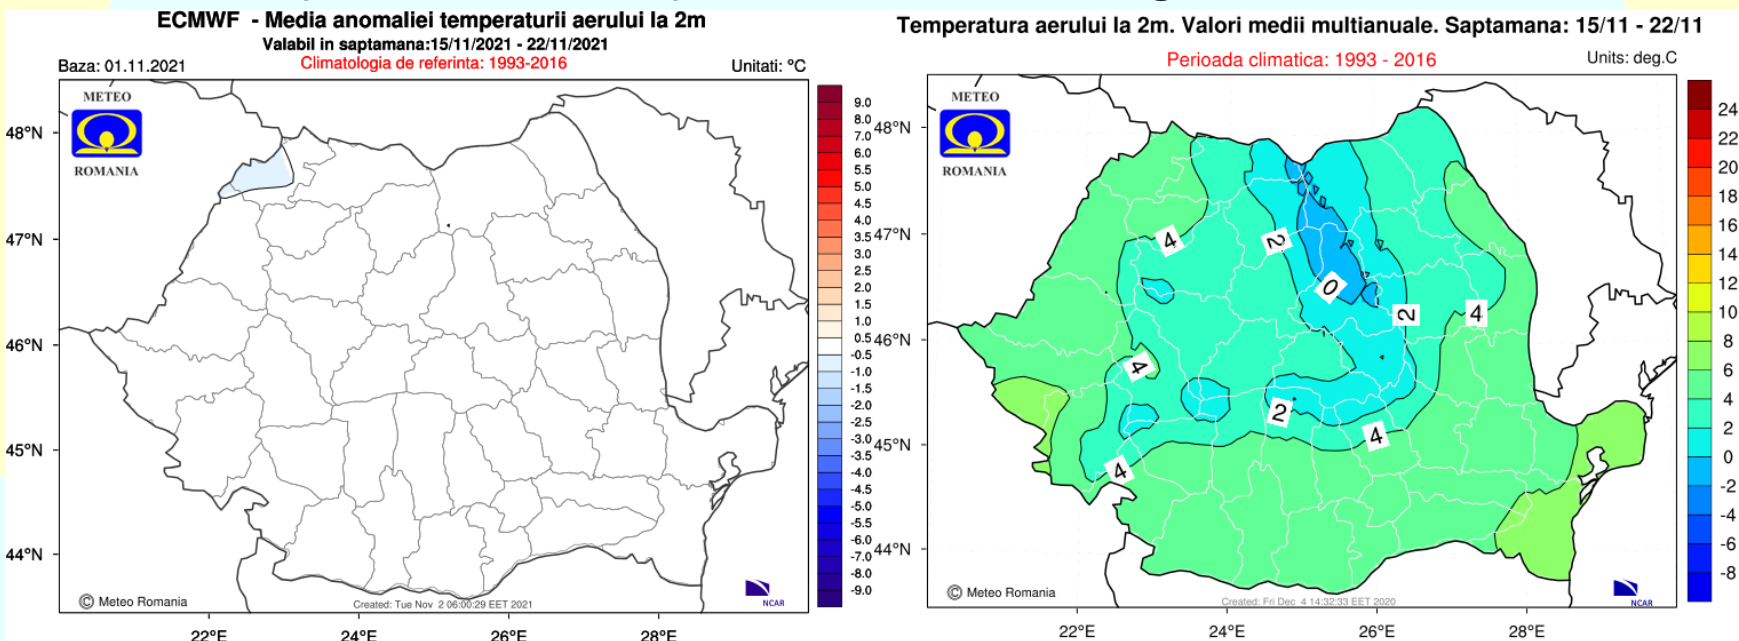 ECMWF - Media anomaliei temperaturii aerului la 2m
Valabil in saptamana:15/11/2021 - 22/11/2021
Baza: 01.11.2021
Climatologia de referinta: 1993-2016
Unitati: ºC
METEO
ROMANIA
48°N
47°N
46°N
45°N
44°N
22°E
24°E
26°E
28°E
9.0
8.0
7.0
6.0
5.5
5.0
4.5
4.0
3.5
3.0
2.5
2.0
1.5
1.0
0.5
-0.5
-1.0
-1.5
-2.0
-2.5
-3.0
-3.5
-4.0
-4.5
-5.0
-5.5
-6.0
-7.0
-8.0
-9.0
© Meteo Romania
Created: Tue Nov 2 06:00:29 EET 2021
NCAR
Temperatura aerului la 2m. Valori medii multianuale. Saptamana: 15/11 - 22/11
Perioada climatica: 1993 - 2016
Units: deg.C
METEO
ROMANIA
48°N
47°N
46°N
45°N
44°N
4
2
0
2
4
4
2
4
4
22°E
24°E
26°E
28°E
24
22
20
18
16
14
12
10
8
6
4
2
0
-2
-4
-6
-8
© Meteo Romania
Created: Fri Dec 4 14:32:33 EET 2020
NCAR